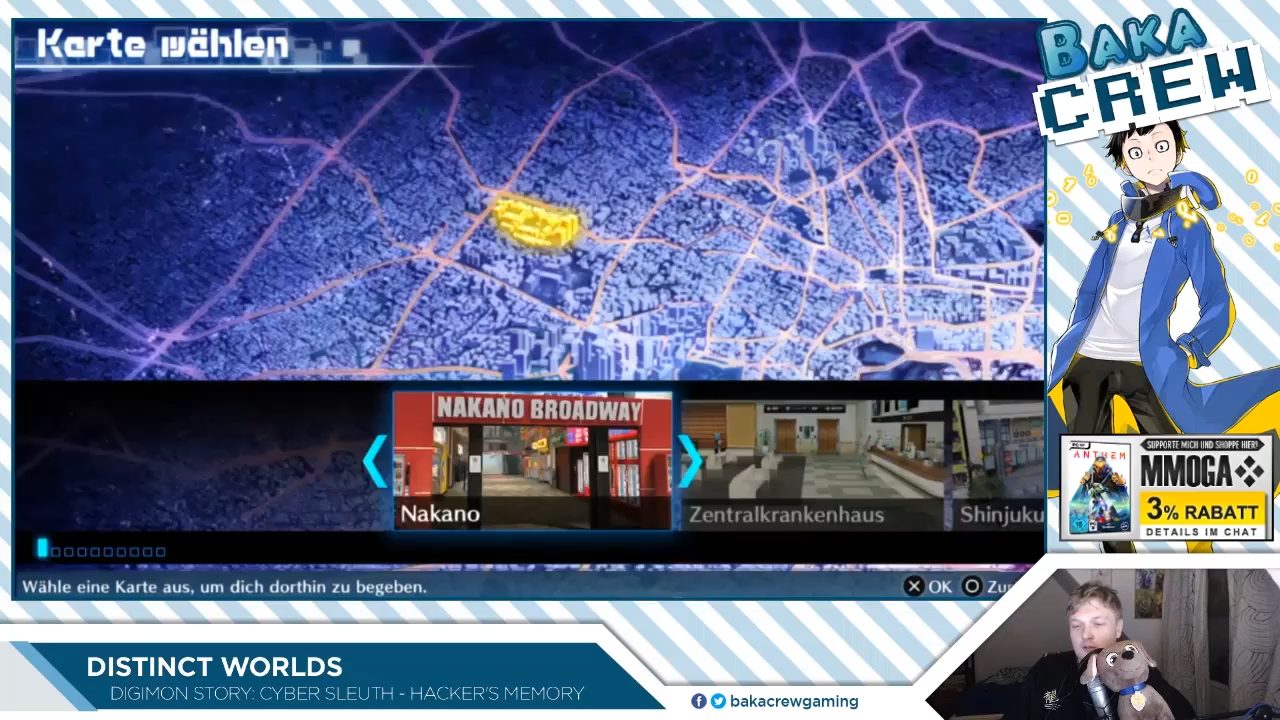 Karte wählen
BAKA
CREW
NAKANO BROADWAY
Nakano
Zentralkrankenhaus
Shinjuku
Wähle eine Karte aus, um dich dorthin zu begeben.
OK
ANTHEM
SUPPORTE MICH UND SHOPPE HIER!
MMOGA
3% RABATT
DETAILS IM CHAT
DISTINCT WORLDS
DIGIMON STORY: CYBER SLEUTH - HACKER'S MEMORY
bakacrewgaming